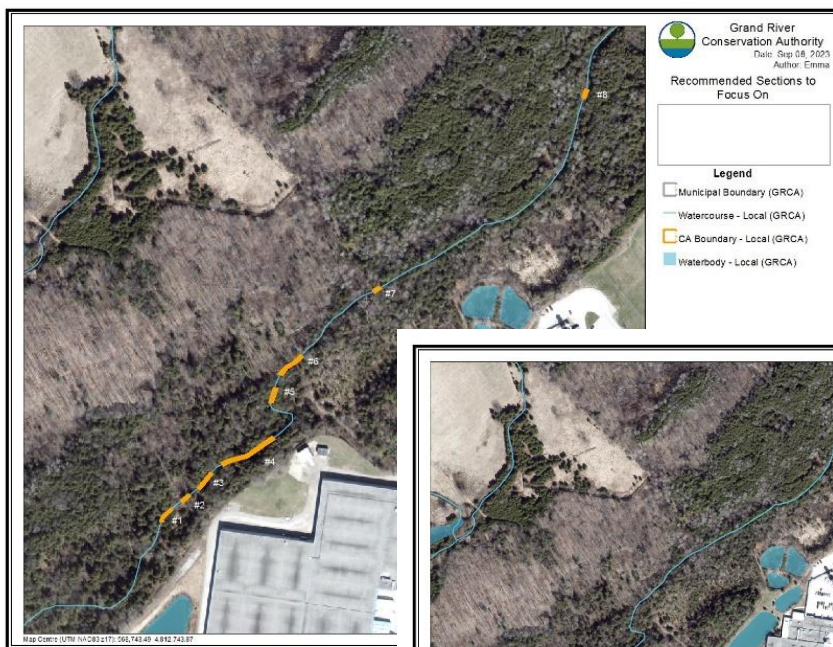 Grand River
Conservation Authority
Date: Sep 06, 2023
Author: Emma
Recommended Sections to
Focus On
Legend
Municipal Boundary (GRCA)
Watercourse - Local (GRCA)
CA Boundary - Local (GRCA)
Waterbody - Local (GRCA)
#8
#7
#6
#5
#4
#3
#2
#1
Map Centre (UTM NAD83 z17): 568,743.49 4,812,743.87